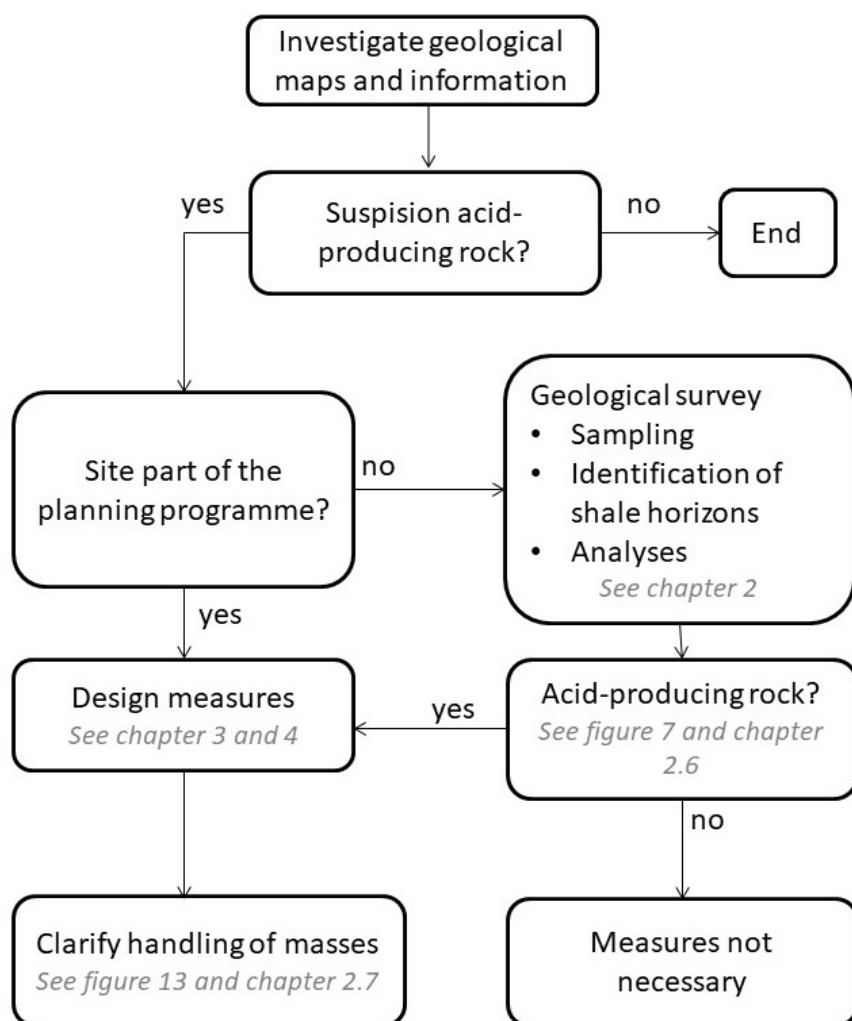 Investigate geological
maps and information
yes
Suspision acid-
producing rock?
no
End
Site part of the
planning programme?
no
Geological survey
• Sampling
• Identification of
shale horizons
• Analyses
See chapter 2
yes
Design measures
See chapter 3 and 4
yes
Acid-producing rock?
See figure 7 and chapter
2.6
no
Clarify handling of masses
See figure 13 and chapter 2.7
Measures not
necessary